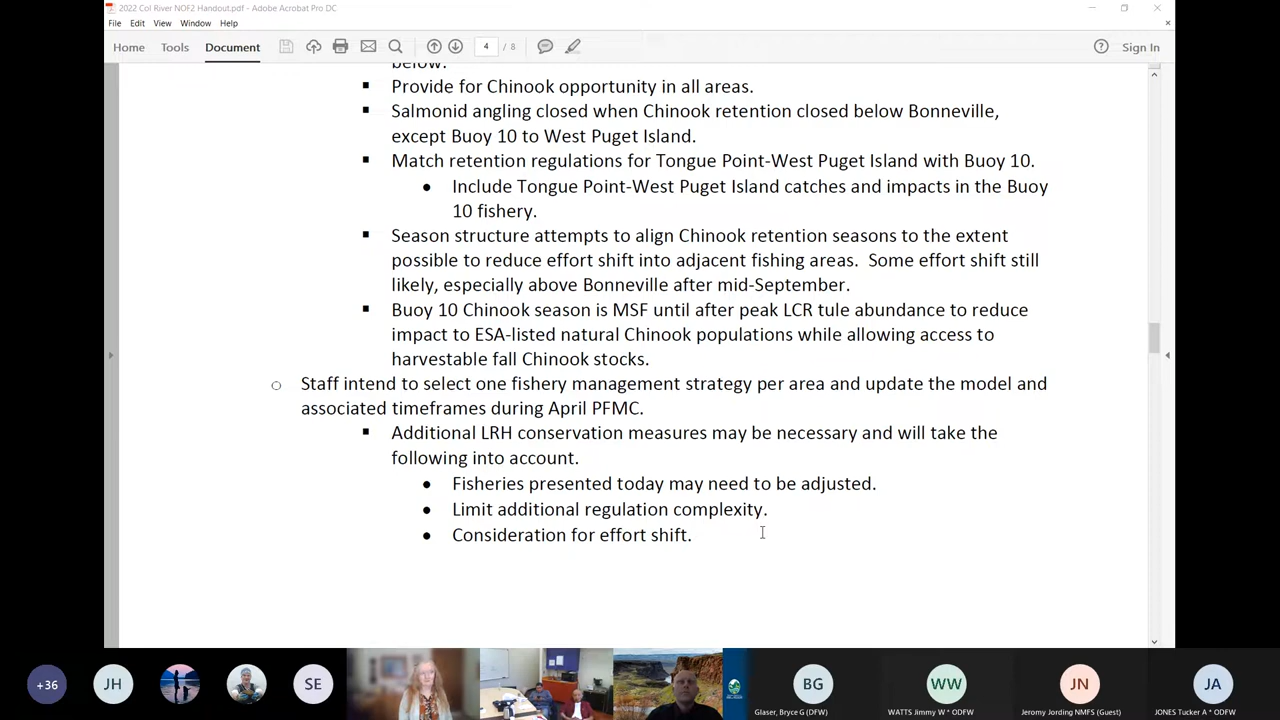 2022 Col River NOF2 Handout.pdf - Adobe Acrobat Pro DC
File Edit View Window Help
Home Tools Document 4 / 8 Sign In
below.
▪ Provide for Chinook opportunity in all areas.
▪ Salmonid angling closed when Chinook retention closed below Bonneville,
except Buoy 10 to West Puget Island.
▪ Match retention regulations for Tongue Point-West Puget Island with Buoy 10.
• Include Tongue Point-West Puget Island catches and impacts in the Buoy
10 fishery.
▪ Season structure attempts to align Chinook retention seasons to the extent
possible to reduce effort shift into adjacent fishing areas.  Some effort shift still
likely, especially above Bonneville after mid-September.
▪ Buoy 10 Chinook season is MSF until after peak LCR tule abundance to reduce
impact to ESA-listed natural Chinook populations while allowing access to
harvestable fall Chinook stocks.
○ Staff intend to select one fishery management strategy per area and update the model and
associated timeframes during April PFMC.
▪ Additional LRH conservation measures may be necessary and will take the
following into account.
• Fisheries presented today may need to be adjusted.
• Limit additional regulation complexity.
• Consideration for effort shift.
+36 JH SE BG WW JN JA
Glaser, Bryce G (DFW) WATTS Jimmy W * ODFW Jeromy Jording NMFS (Guest) JONES Tucker A * ODFW